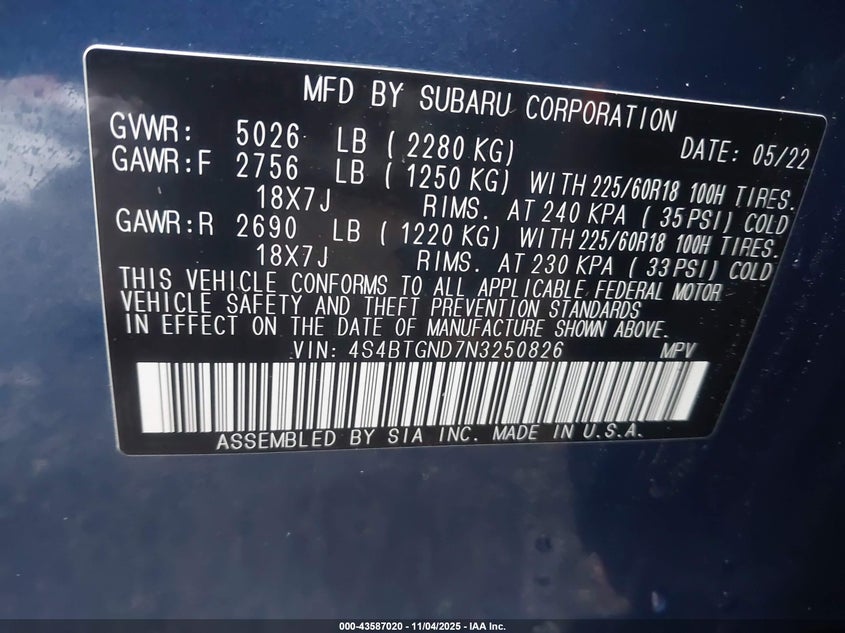 MFD BY SUBARU CORPORATION
GVWR: 5026 LB ( 2280 KG) DATE: 05/22
GAWR:F 2756 LB ( 1250 KG) WITH 225/60R18 100H TIRES.
18X7J RIMS. AT 240 KPA ( 35 PSI) COLD
GAWR:R 2690 LB ( 1220 KG) WITH 225/60R18 100H TIRES.
18X7J RIMS. AT 230 KPA ( 33 PSI) COLD
THIS VEHICLE CONFORMS TO ALL APPLICABLE FEDERAL MOTOR
VEHICLE SAFETY AND THEFT PREVENTION STANDARDS
IN EFFECT ON THE DATE OF MANUFACTURE SHOWN ABOVE.
VIN: 4S4BTGND7N3250826 MPV
ASSEMBLED BY SIA INC. MADE IN U.S.A.
000-43587020 - 11/04/2025 - IAA Inc.